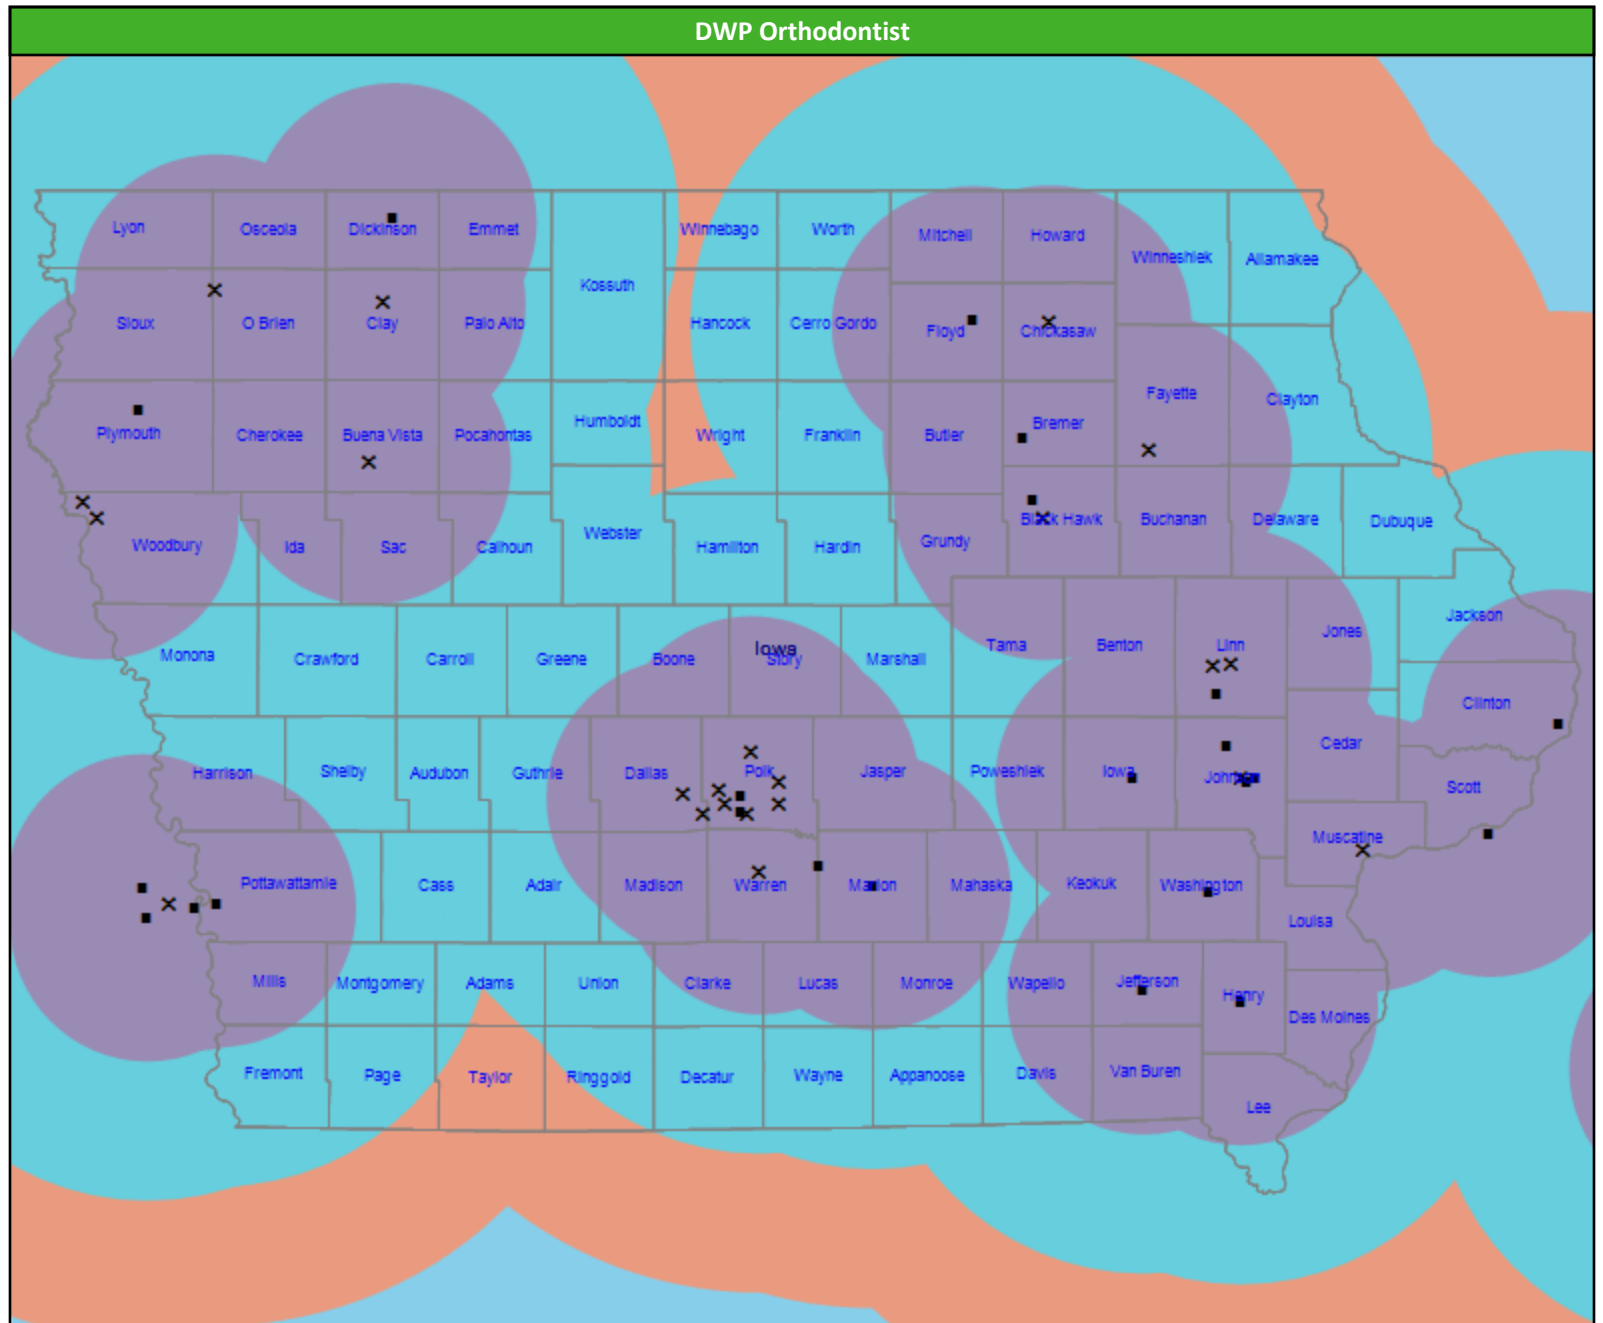 DWP Orthodontist
Lyon Osceola Dickinson Emmet Winnebago Worth Mitchell Howard
Winneshiek Allamakee
Kossuth
Sioux O Brien Clay Palo Alto Hancock Cerro Gordo Floyd Chickasaw
Fayette Clayton
Plymouth Cherokee Buena Vista Pocahontas Humboldt Wright Franklin Butler Bremer
Woodbury Ida Sac Calhoun Webster Hamilton Hardin Grundy Black Hawk Buchanan Delaware Dubuque
Iowa
Monona Crawford Carroll Greene Boone Story Marshall Tama Benton Linn Jones Jackson
Harrison Shelby Audubon Guthrie Dallas Polk Jasper Poweshiek Iowa Johnson Cedar Clinton
Scott
Muscatine
Pottawattamie Cass Adair Madison Warren Marion Mahaska Keokuk Washington
Louisa
Mills Montgomery Adams Union Clarke Lucas Monroe Wapello Jefferson Henry
Des Moines
Fremont Page Taylor Ringgold Decatur Wayne Appanoose Davis Van Buren
Lee